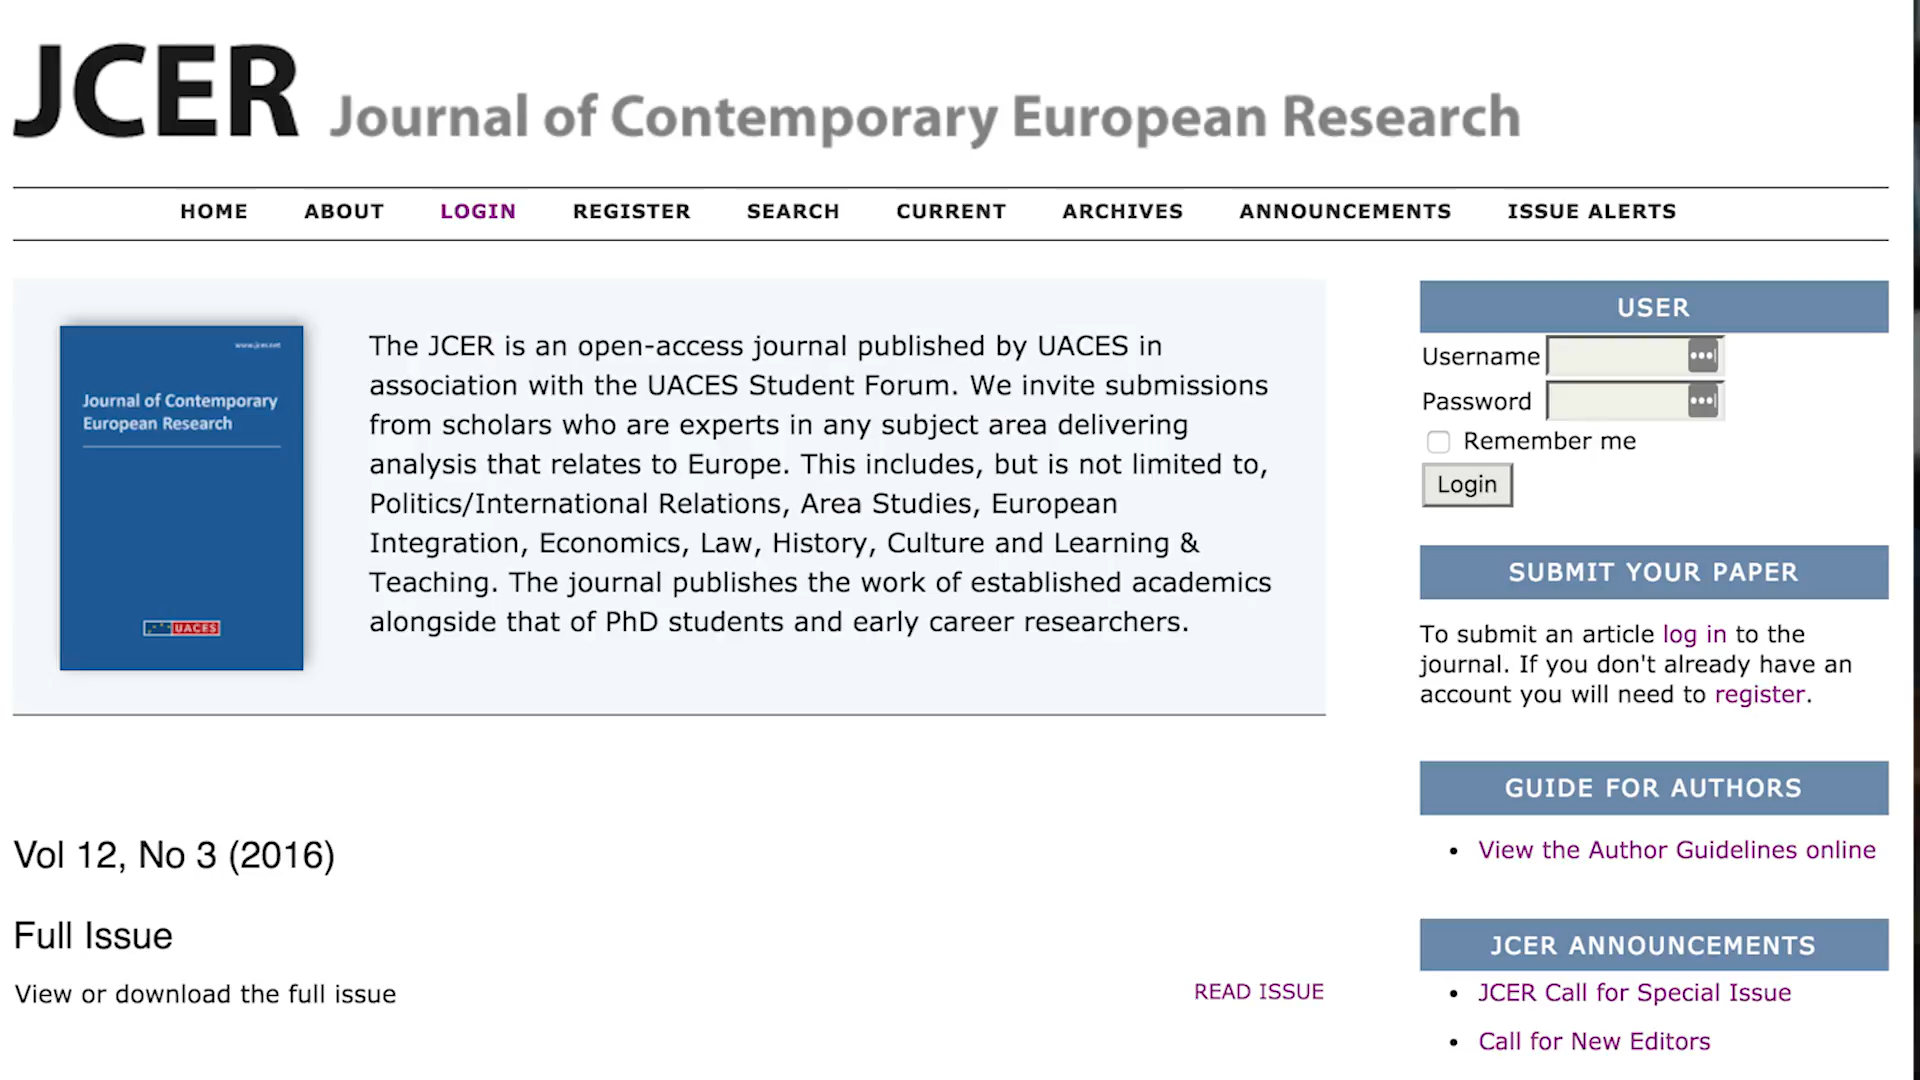 JCER Journal of Contemporary European Research
HOME ABOUT LOGIN REGISTER SEARCH CURRENT ARCHIVES ANNOUNCEMENTS ISSUE ALERTS
www.jcer.net
Journal of Contemporary
European Research
UACES
The JCER is an open-access journal published by UACES in
association with the UACES Student Forum. We invite submissions
from scholars who are experts in any subject area delivering
analysis that relates to Europe. This includes, but is not limited to,
Politics/International Relations, Area Studies, European
Integration, Economics, Law, History, Culture and Learning &
Teaching. The journal publishes the work of established academics
alongside that of PhD students and early career researchers.
Vol 12, No 3 (2016)
Full Issue
View or download the full issue
READ ISSUE
USER
Username
Password
Remember me
Login
SUBMIT YOUR PAPER
To submit an article log in to the
journal. If you don't already have an
account you will need to register.
GUIDE FOR AUTHORS
• View the Author Guidelines online
JCER ANNOUNCEMENTS
• JCER Call for Special Issue
• Call for New Editors